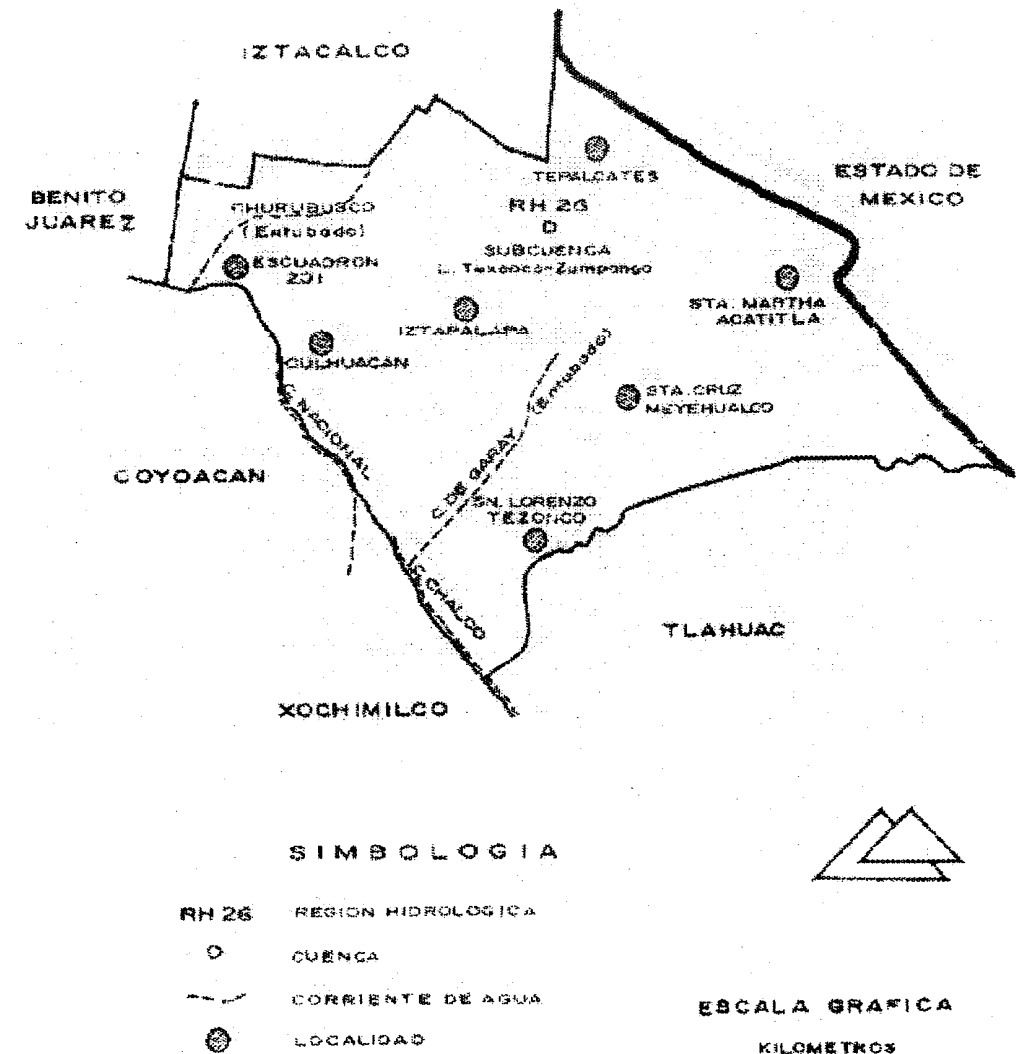 IZTACALCO
BENITO
JUAREZ
ESTADO DE
MEXICO
TEPALCATES
RH 26
D
SUBCUENCA
L. Texcoco-Zumpango
CHURUBUSCO
(Entubado)
ESCUADRON
201
IZTAPALAPA
STA. MARTHA
ACATITLA
CULHUACAN
C. NACIONAL
(Entubado)
STA. CRUZ
MEYEHUALCO
COYOACAN
C. DE GARAY
SN. LORENZO
TEZONCO
C. CHALCO
TLAHUAC
XOCHIMILCO
SIMBOLOGIA
RH 26 REGION HIDROLOGICA
CUENCA
CORRIENTE DE AGUA
LOCALIDAD
ESCALA GRAFICA
KILOMETROS